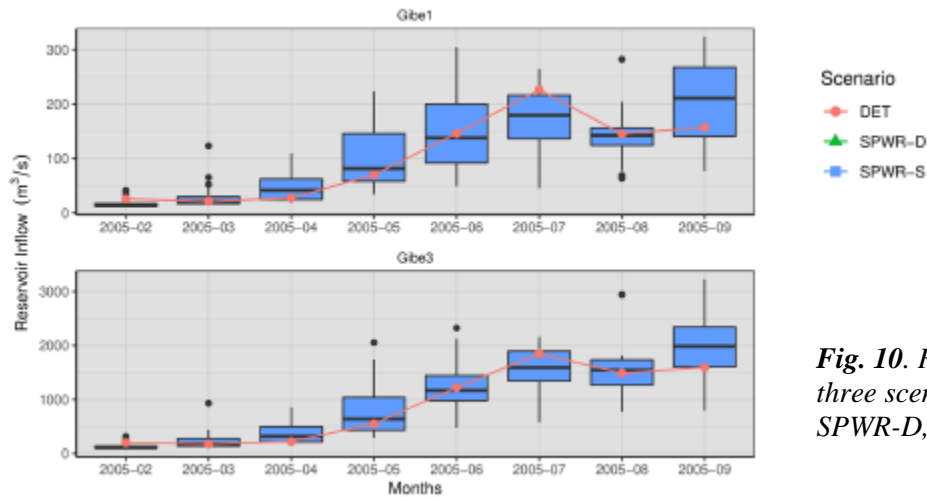 Gibe1
300
200
100
0
2005-02 2005-03 2005-04 2005-05 2005-06 2005-07 2005-08 2005-09
Reservoir Inflow (m³/s)
Gibe3
3000
2000
1000
0
2005-02 2005-03 2005-04 2005-05 2005-06 2005-07 2005-08 2005-09
Months
Scenario
DET
SPWR-D
SPWR-S
Fig. 10.
three scen
SPWR-D,